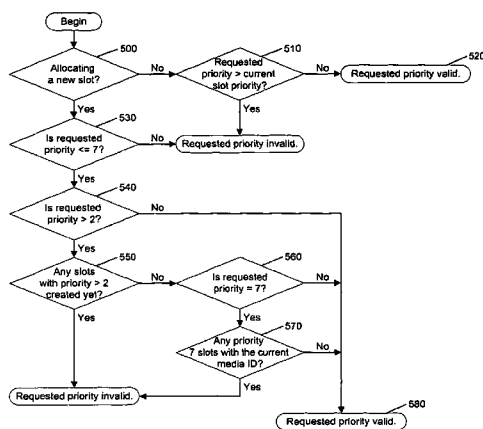 Begin
500
Allocating
a new slot?
No
510
Requested
priority > current
slot priority?
No
520
Requested priority valid.
Yes
Yes
530
Is requested
priority <= 7?
No
Requested priority invalid.
Yes
540
Is requested
priority > 2?
No
Yes
550
Any slots
with priority > 2
created yet?
No
560
Is requested
priority = 7?
No
Yes
Yes
570
Any priority
7 slots with the current
media ID?
No
Yes
Requested priority invalid.
580
Requested priority valid.